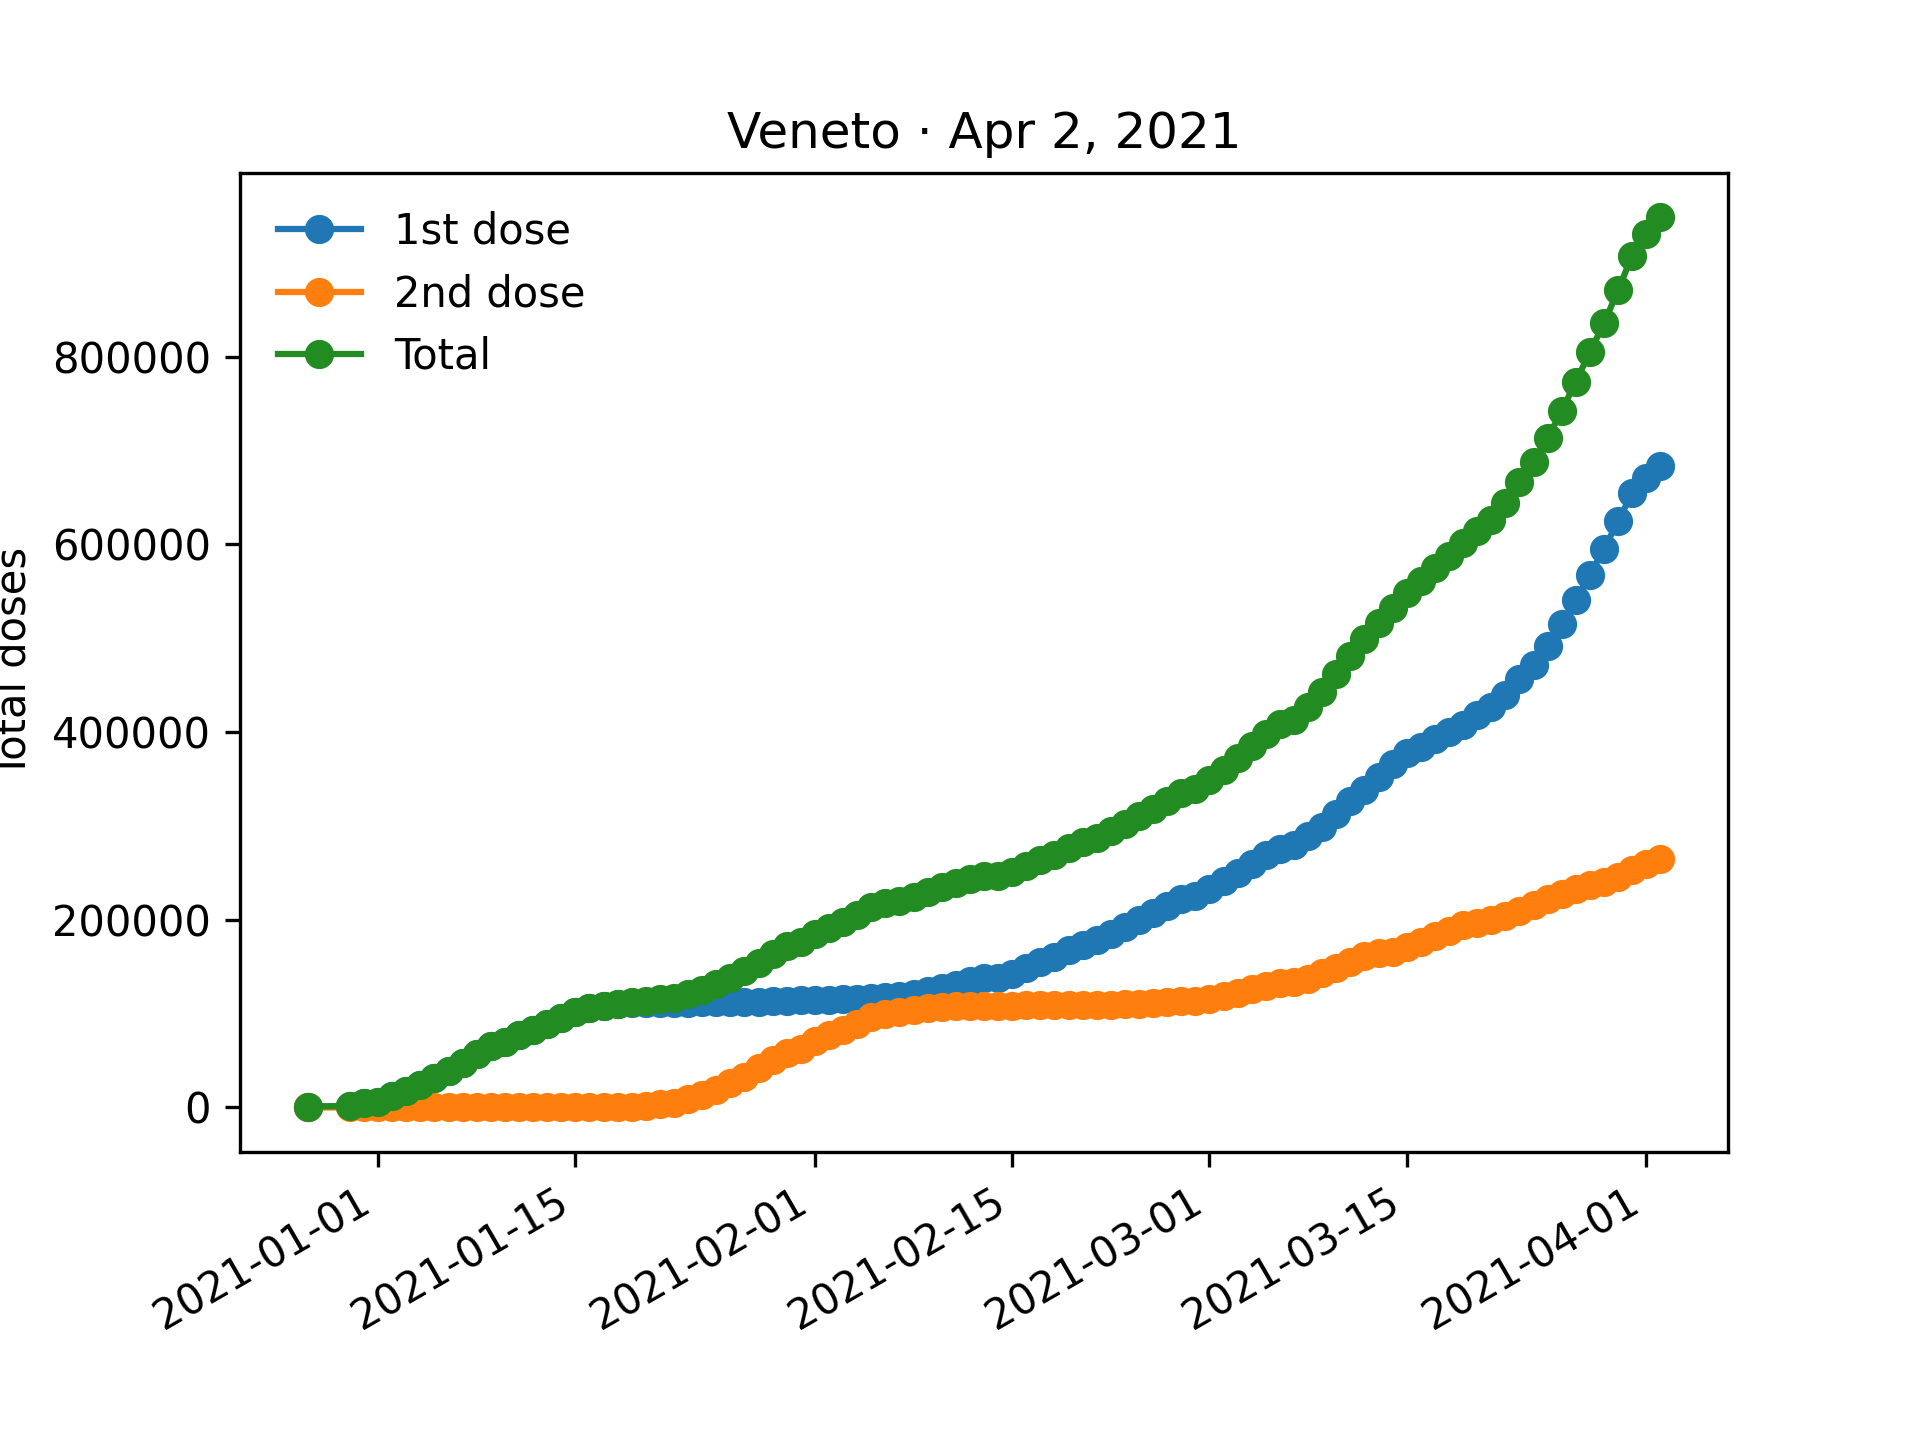 Veneto · Apr 2, 2021
1st dose
2nd dose
Total
Total doses
800000
600000
400000
200000
0
2021-01-01
2021-01-15
2021-02-01
2021-02-15
2021-03-01
2021-03-15
2021-04-01